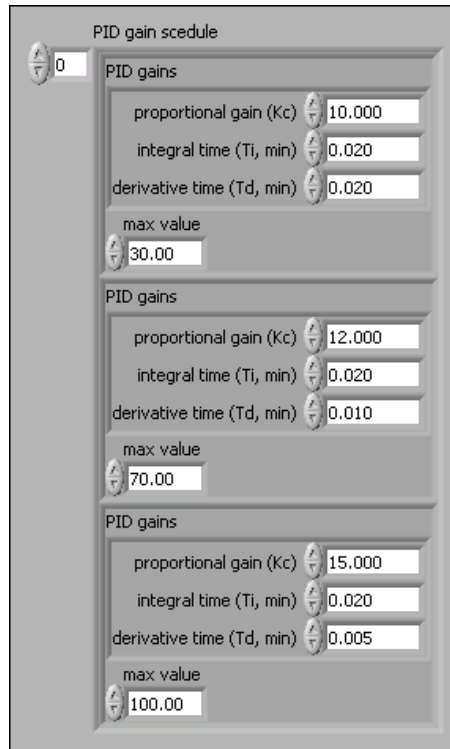 PID gain scedule
0
PID gains
proportional gain (Kc) 10.000
integral time (Ti, min) 0.020
derivative time (Td, min) 0.020
max value
30.00
PID gains
proportional gain (Kc) 12.000
integral time (Ti, min) 0.020
derivative time (Td, min) 0.010
max value
70.00
PID gains
proportional gain (Kc) 15.000
integral time (Ti, min) 0.020
derivative time (Td, min) 0.005
max value
100.00